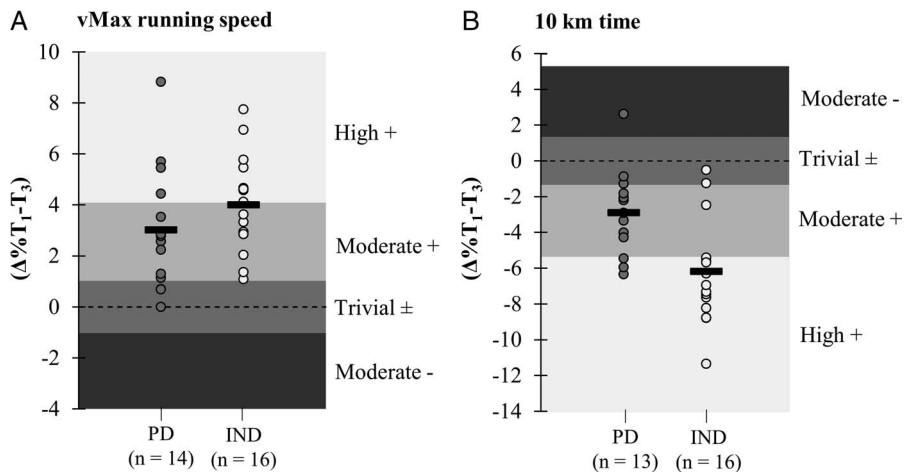 A
vMax running speed
(Δ%T₁-T₃)
10
8
6
4
2
0
-2
-4
High +
Moderate +
Trivial ±
Moderate -
PD
(n = 14)
IND
(n = 16)
B
10 km time
(Δ%T₁-T₃)
6
4
2
0
-2
-4
-6
-8
-10
-12
-14
Moderate -
Trivial ±
Moderate +
High +
PD
(n = 13)
IND
(n = 16)